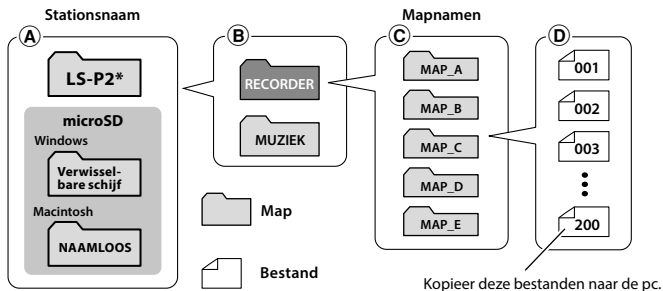 Stationsnaam
Mapnamen
A
B
C
D
LS-P2*
microSD
Windows
Verwissel-
bare schijf
Macintosh
NAAMLOOS
RECORDER
MUZIEK
MAP_A
MAP_B
MAP_C
MAP_D
MAP_E
001
002
003
200
Map
Bestand
Kopieer deze bestanden naar de pc.